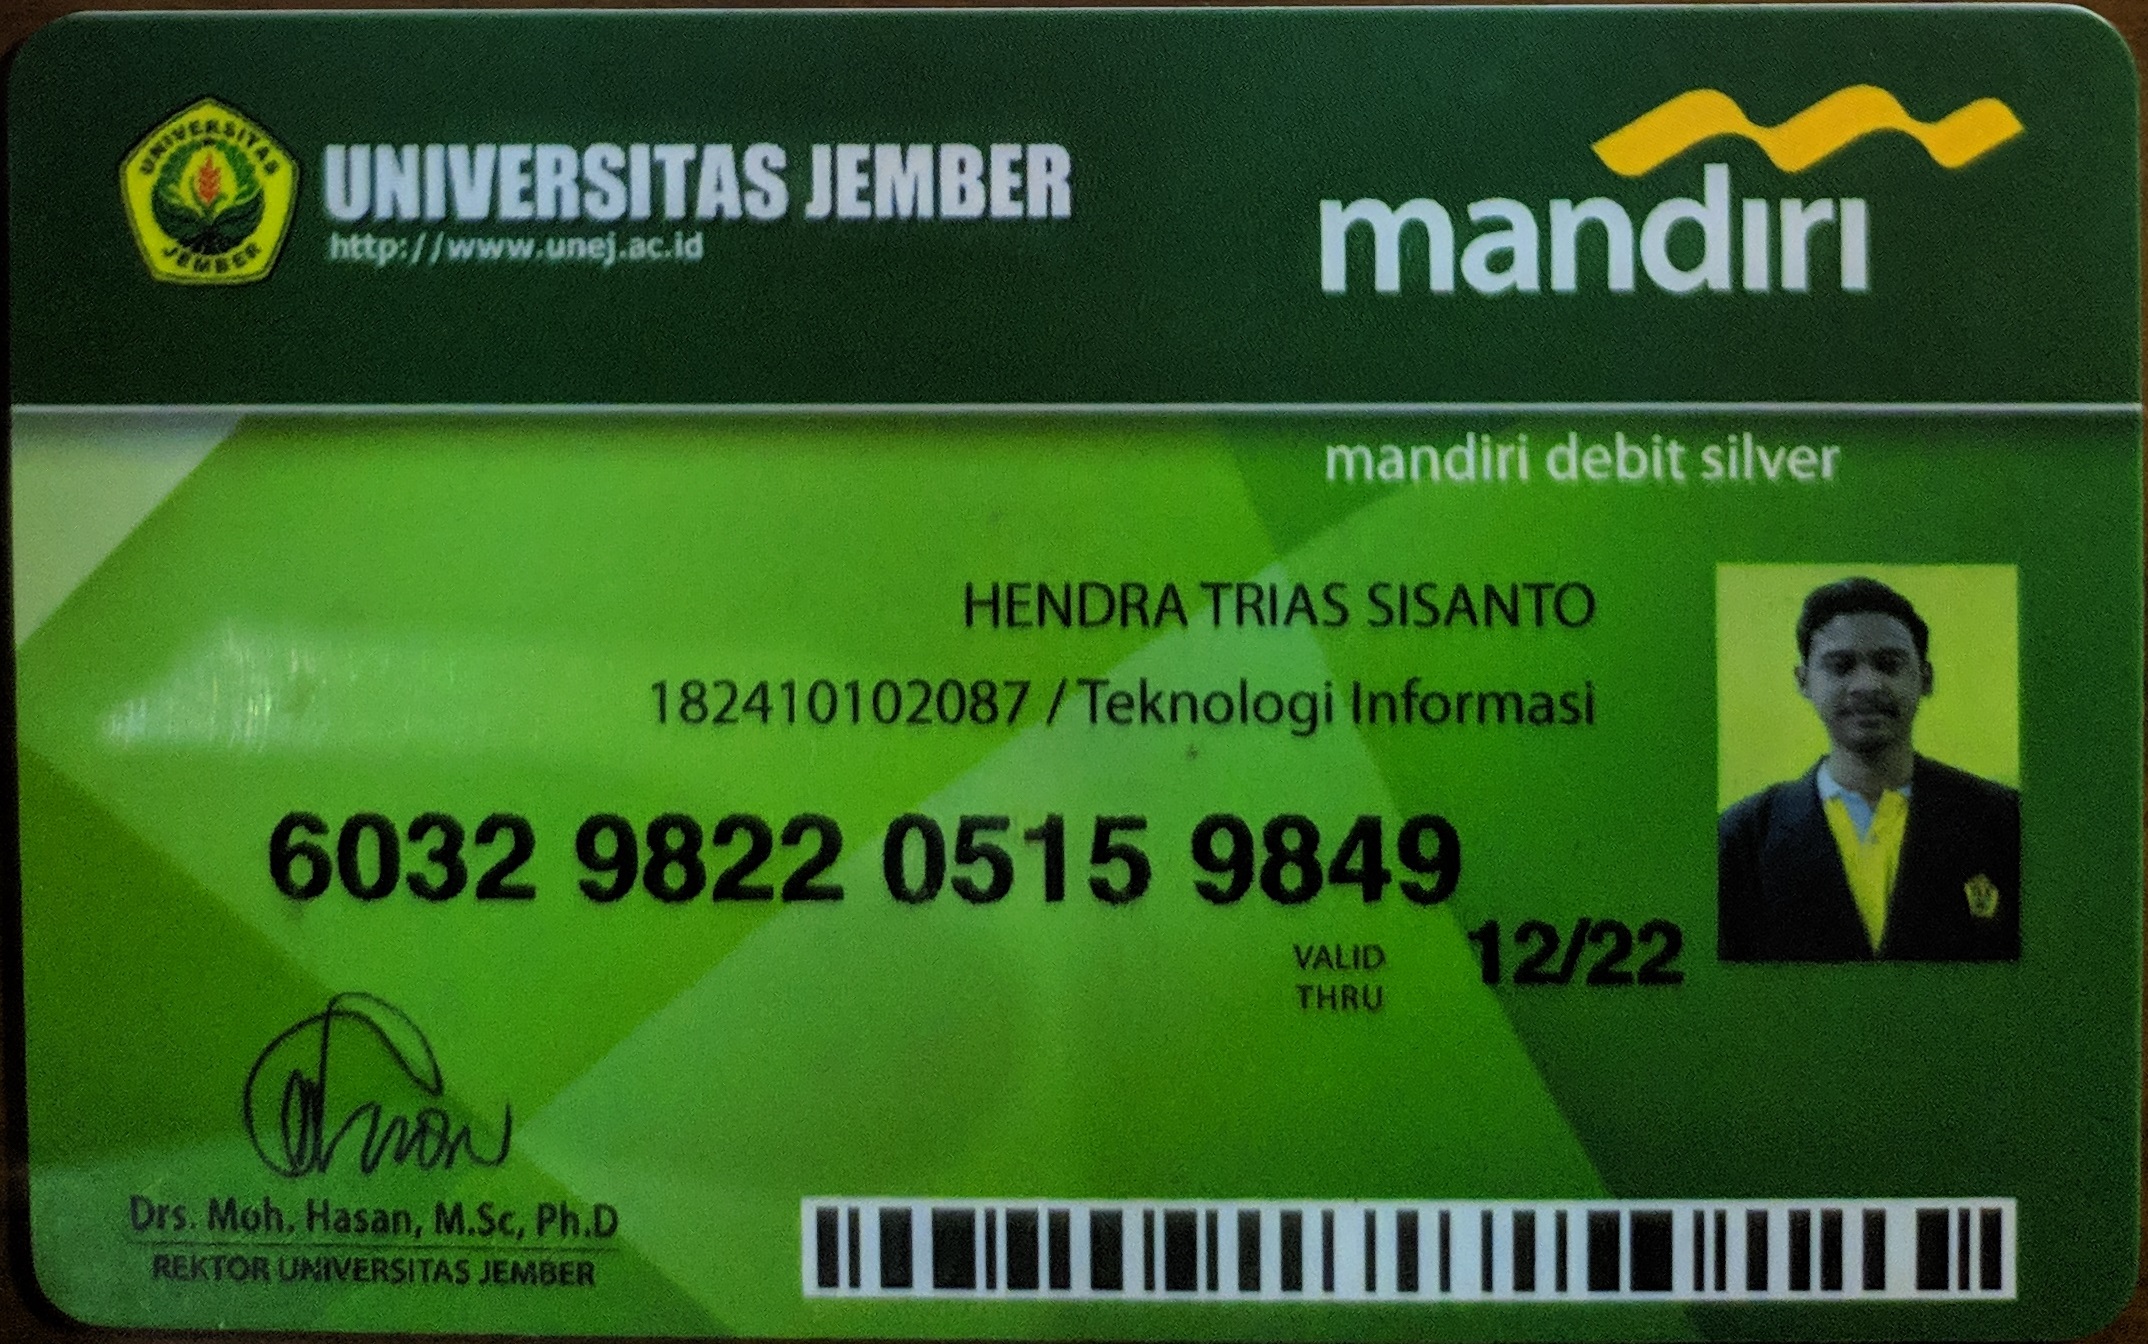 UNIVERSITAS JEMBER
http://www.unej.ac.id
UNIVERSITAS
JEMBER
mandiri
mandiri debit silver
HENDRA TRIAS SISANTO
182410102087 / Teknologi Informasi
6032 9822 0515 9849
VALID THRU 12/22
Drs. Moh. Hasan, M.Sc, Ph.D
REKTOR UNIVERSITAS JEMBER